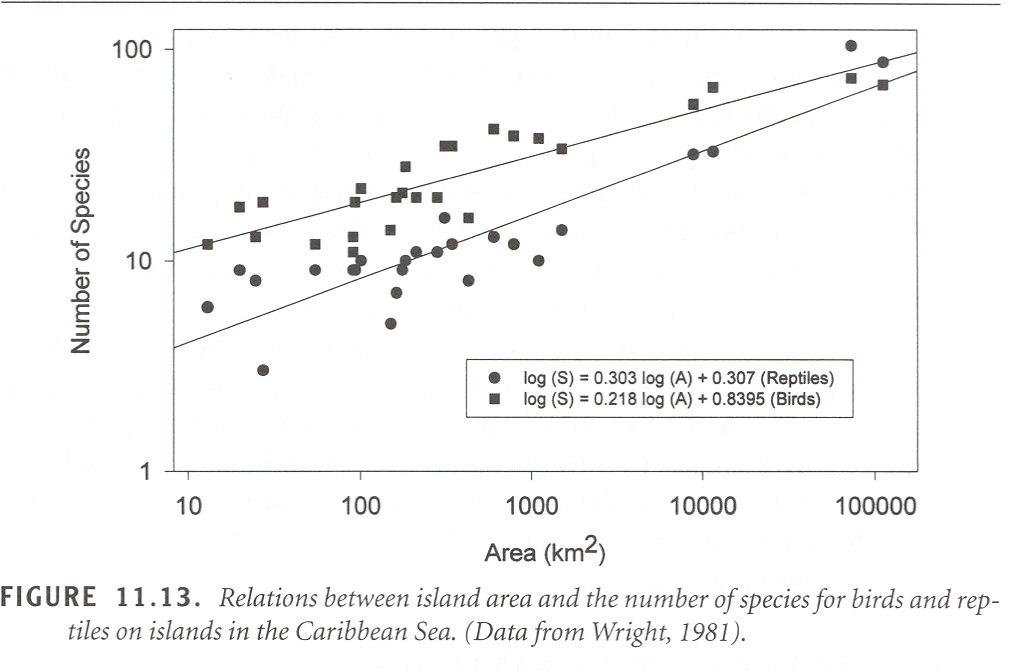 100
10
1
Number of Species
log (S) = 0.303 log (A) + 0.307 (Reptiles)
log (S) = 0.218 log (A) + 0.8395 (Birds)
10 100 1000 10000 100000
Area (km2)
FIGURE 11.13. Relations between island area and the number of species for birds and rep-
tiles on islands in the Caribbean Sea. (Data from Wright, 1981).